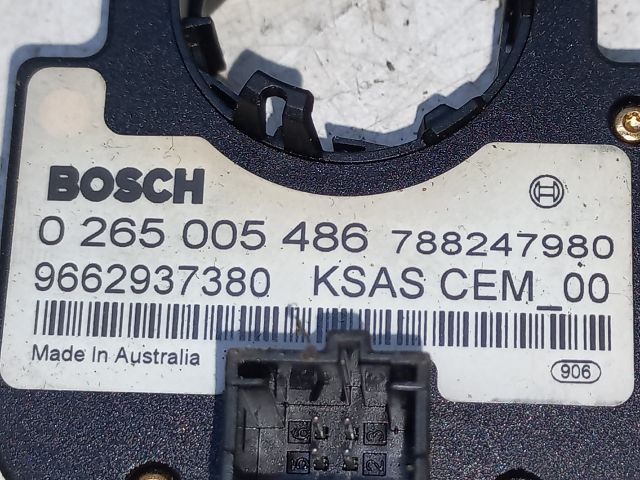 BOSCH
0 265 005 486 788247980
9662937380 KSAS CEM_00
Made In Australia
906